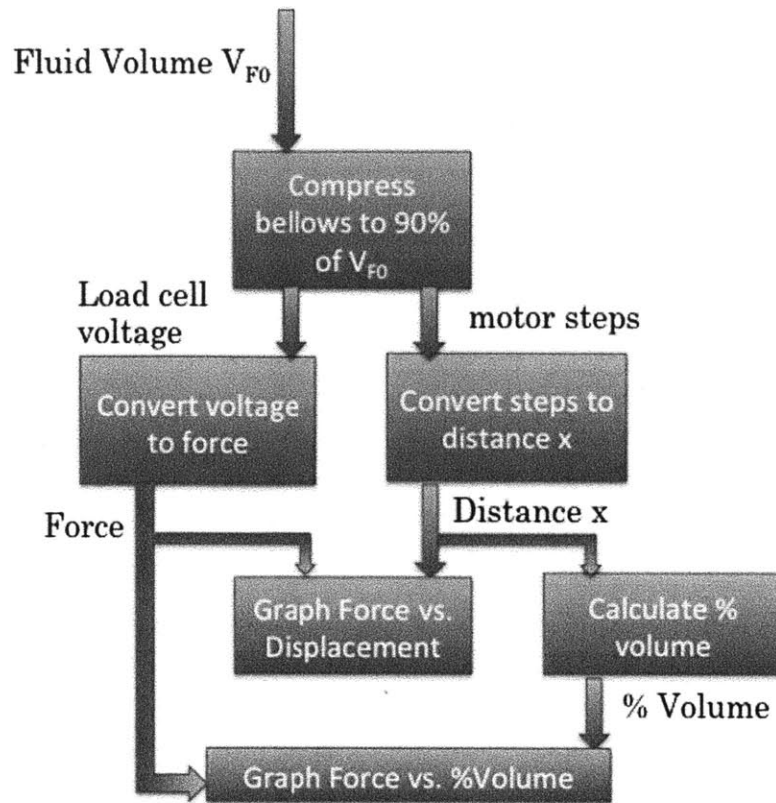 Fluid Volume V_F0
Compress
bellows to 90%
of V_F0
Load cell
voltage
motor steps
Convert voltage
to force
Convert steps to
distance x
Force
Distance x
Graph Force vs.
Displacement
Calculate %
volume
% Volume
Graph Force vs. %Volume